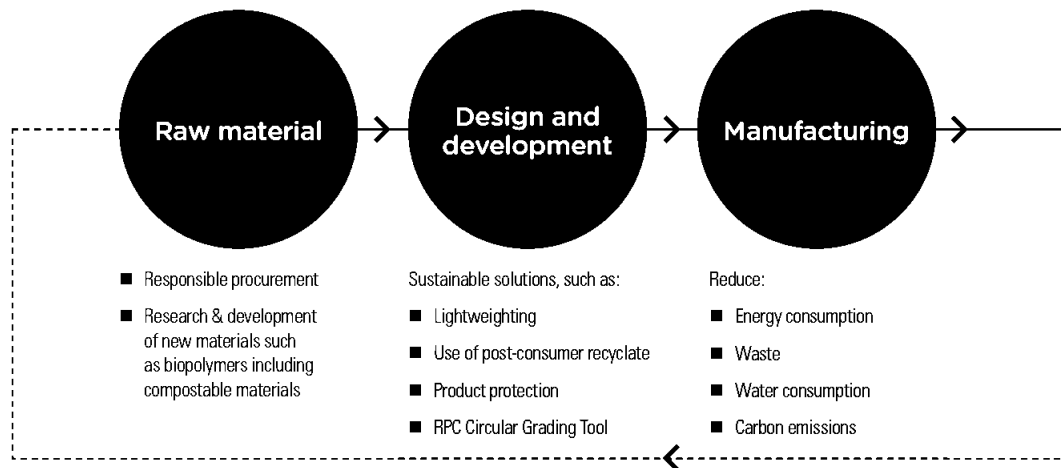 Raw material
Design and
development
Manufacturing
■ Responsible procurement
■ Research & development
of new materials such
as biopolymers including
compostable materials
Sustainable solutions, such as:
■ Lightweighting
■ Use of post-consumer recyclate
■ Product protection
■ RPC Circular Grading Tool
Reduce:
■ Energy consumption
■ Waste
■ Water consumption
■ Carbon emissions